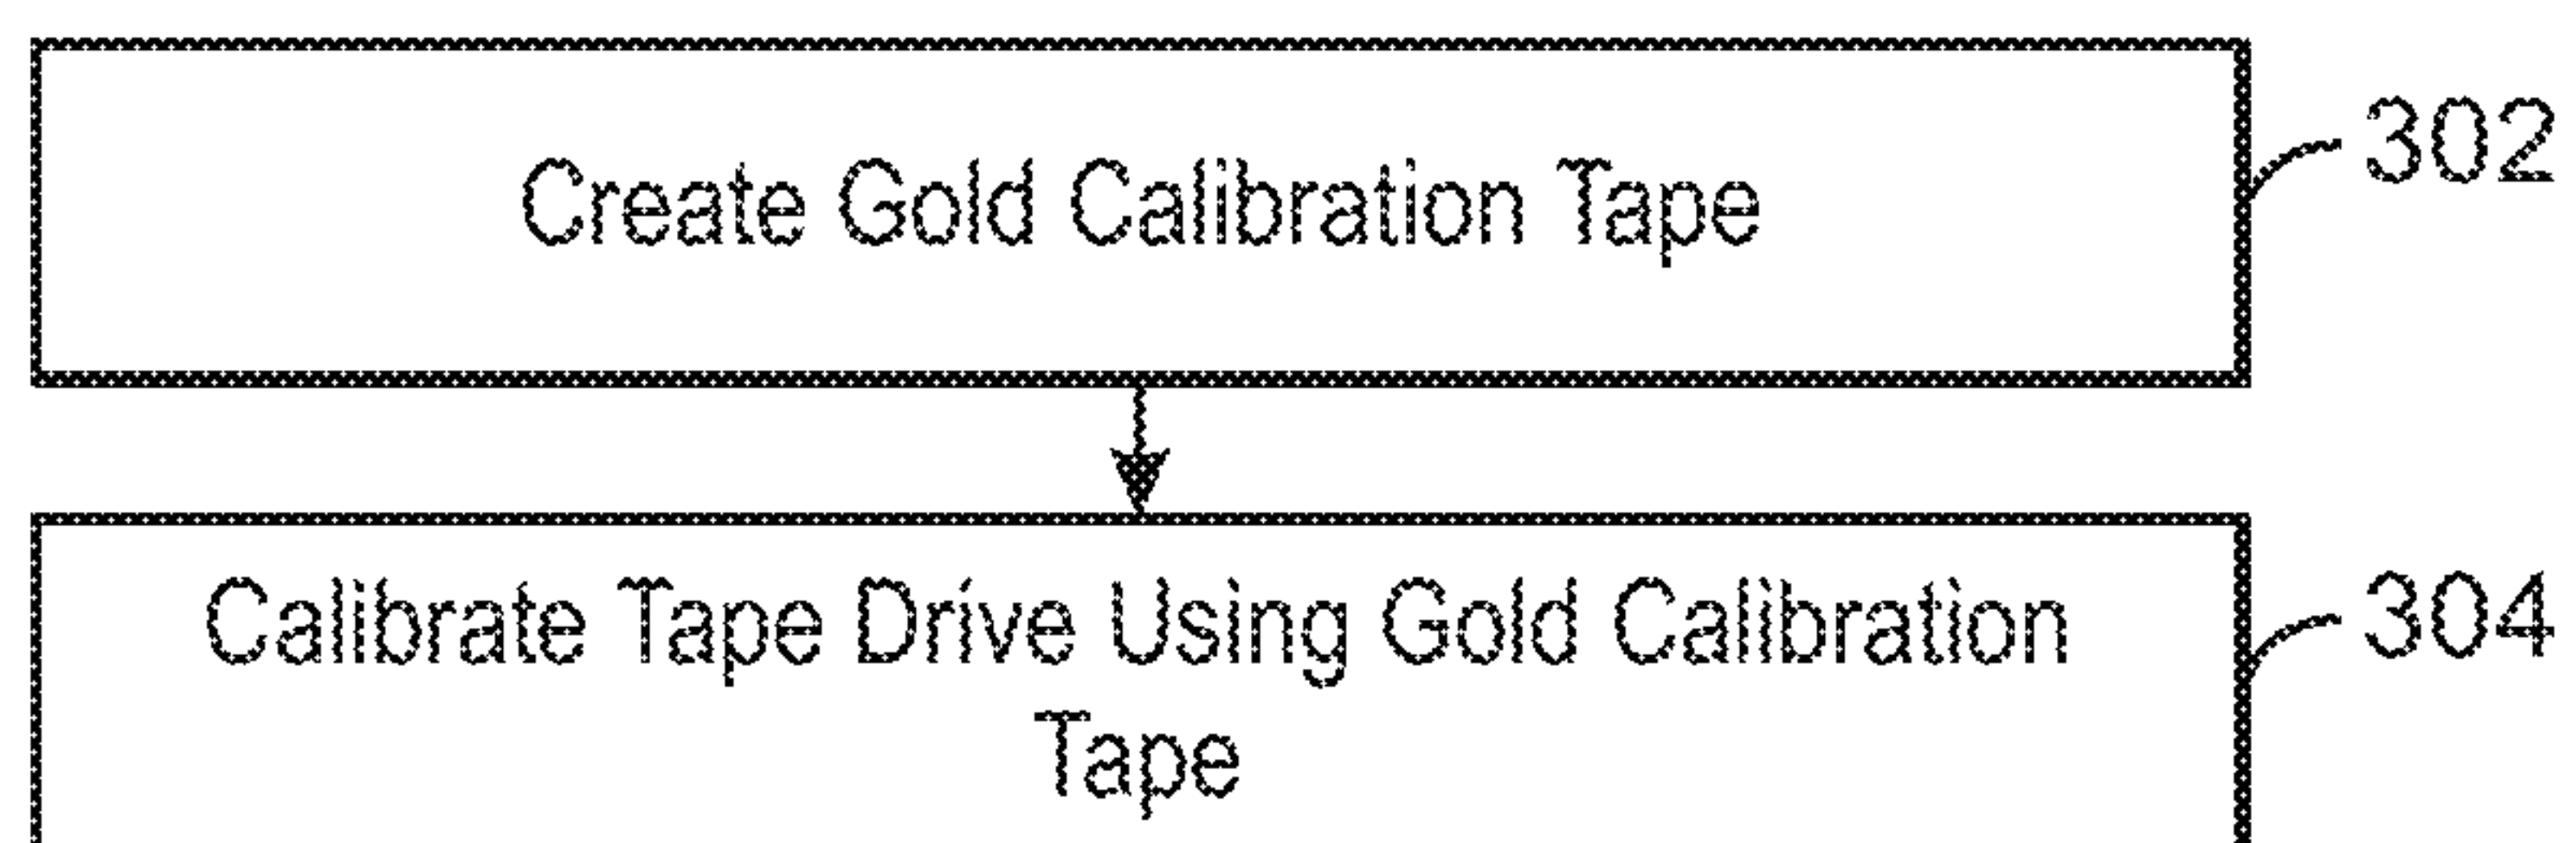 Create Gold Calibration Tape
302
Calibrate Tape Drive Using Gold Calibration
Tape
304